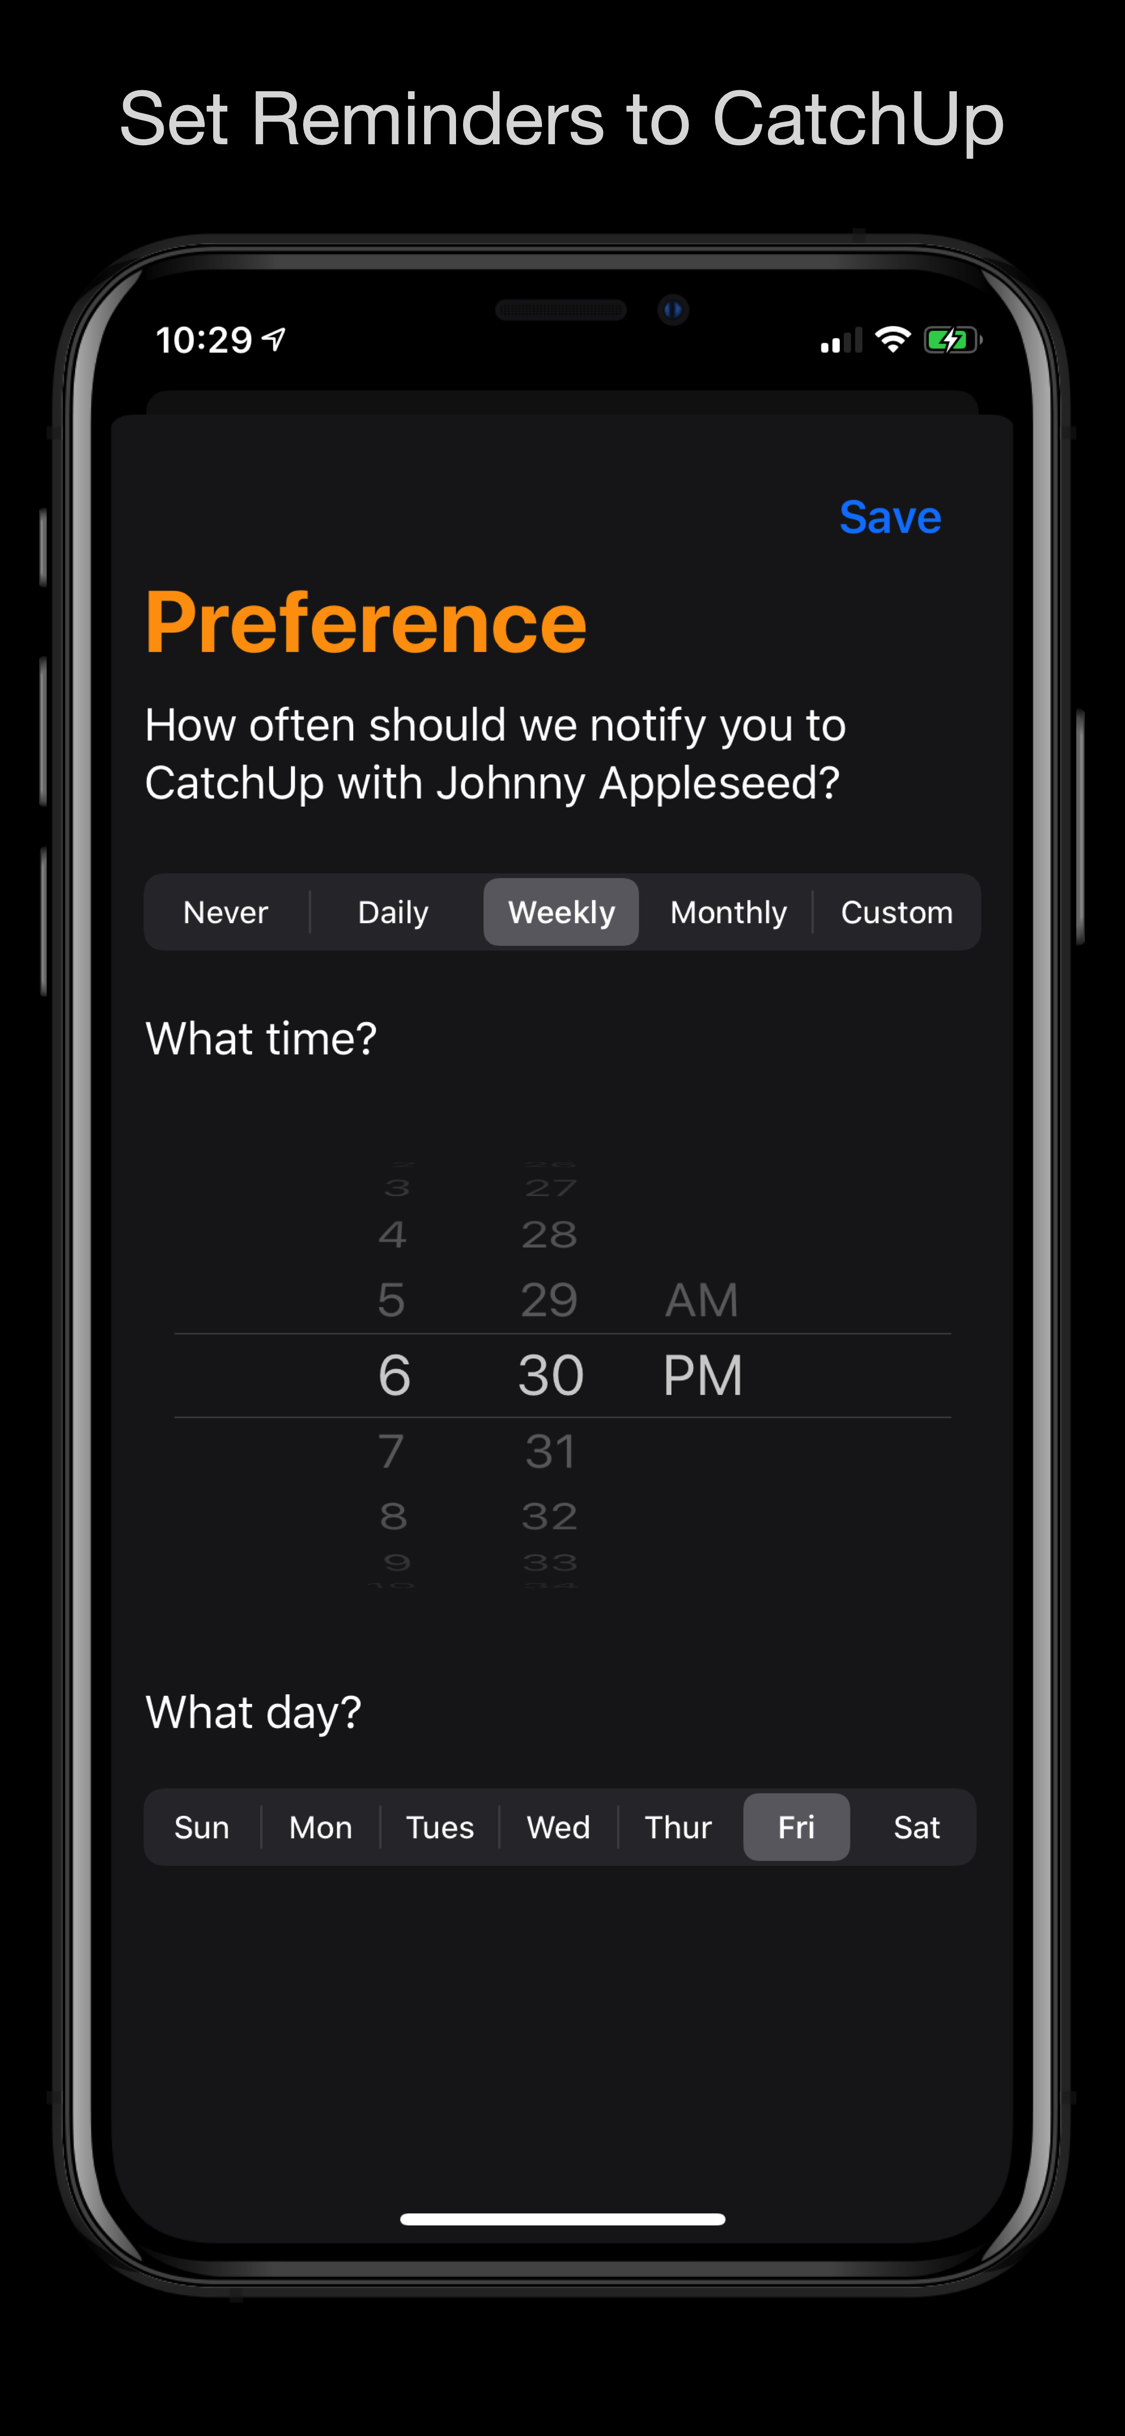 Set Reminders to CatchUp
10:29
Save
Preference
How often should we notify you to
CatchUp with Johnny Appleseed?
Never Daily Weekly Monthly Custom
What time?
3 27
4 28
5 29 AM
6 30 PM
7 31
8 32
9 33
What day?
Sun Mon Tues Wed Thur Fri Sat